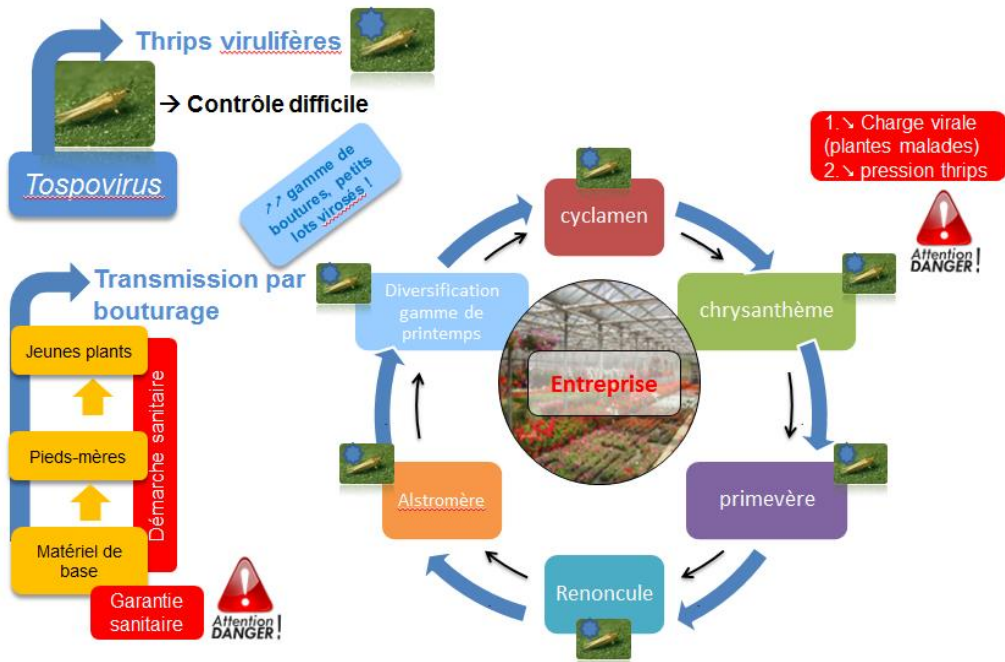 Thrips virulifères
→ Contrôle difficile
Tospovirus
↗↗ gamme de
boutures, petits
lots virosés !
1.↘ Charge virale
(plantes malades)
2.↘ pression thrips
Attention
DANGER !
Transmission par
bouturage
Jeunes plants
Pieds-mères
Matériel de
base
Démarche sanitaire
Garantie
sanitaire
Attention
DANGER !
cyclamen
chrysanthème
primevère
Renoncule
Alstromère
Diversification
gamme de
printemps
Entreprise